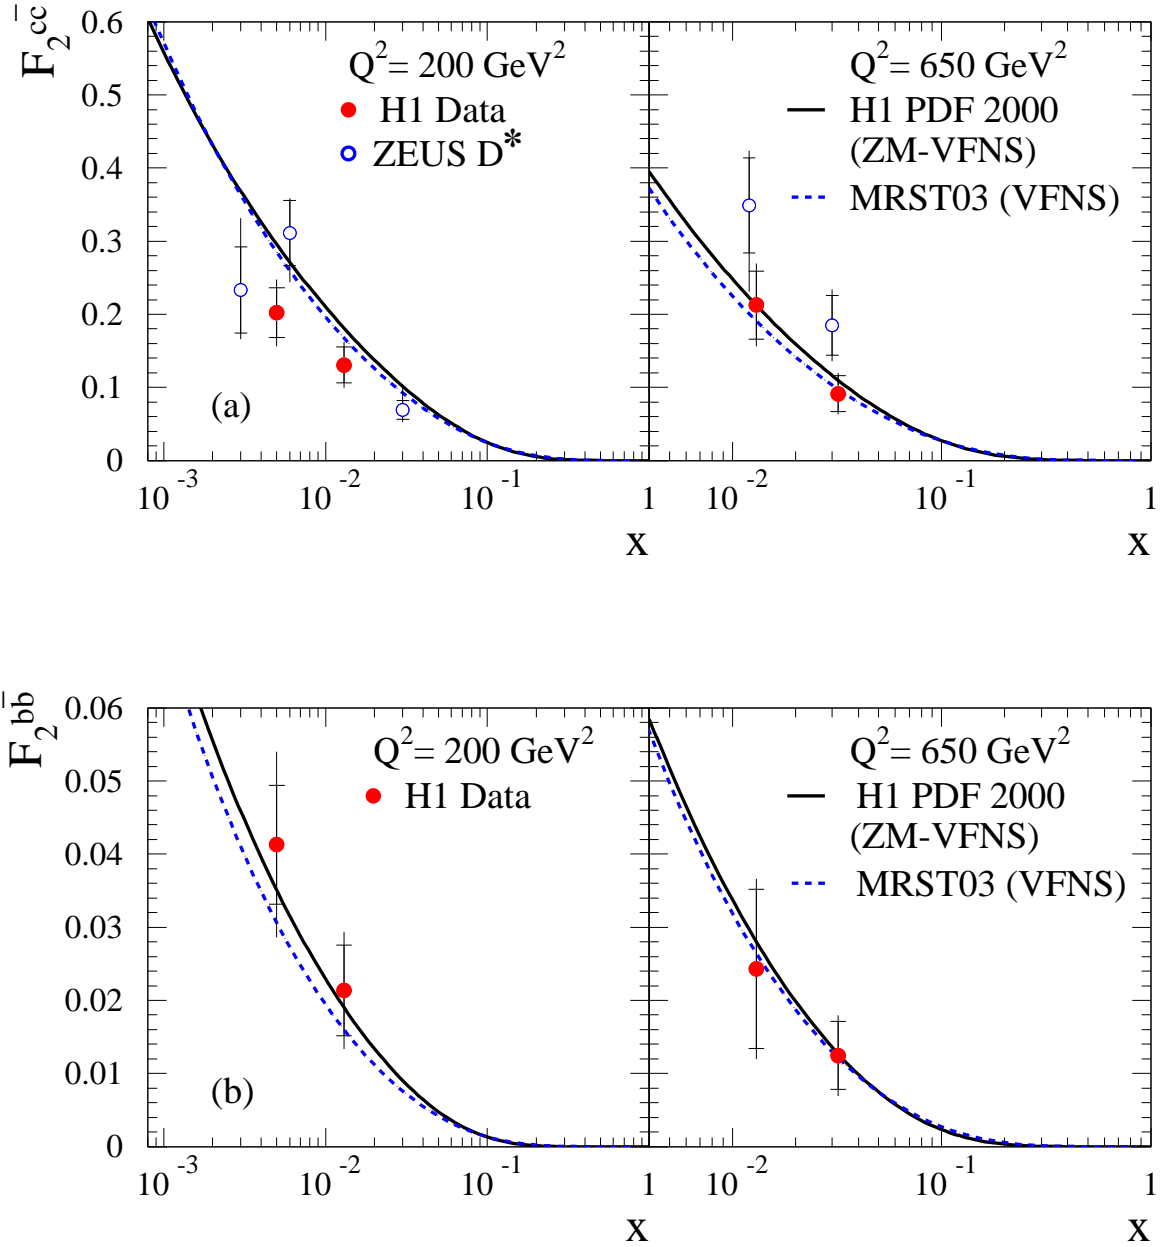 F₂^cc̄
0.6
0.5
0.4
0.3
0.2
0.1
0
Q² = 200 GeV²
H1 Data
ZEUS D*
(a)
10⁻³ 10⁻² 10⁻¹ 1
x
Q² = 650 GeV²
H1 PDF 2000
(ZM-VFNS)
MRST03 (VFNS)
10⁻² 10⁻¹ 1
x
F₂^bb̄
0.06
0.05
0.04
0.03
0.02
0.01
0
Q² = 200 GeV²
H1 Data
(b)
10⁻³ 10⁻² 10⁻¹ 1
x
Q² = 650 GeV²
H1 PDF 2000
(ZM-VFNS)
MRST03 (VFNS)
10⁻² 10⁻¹ 1
x